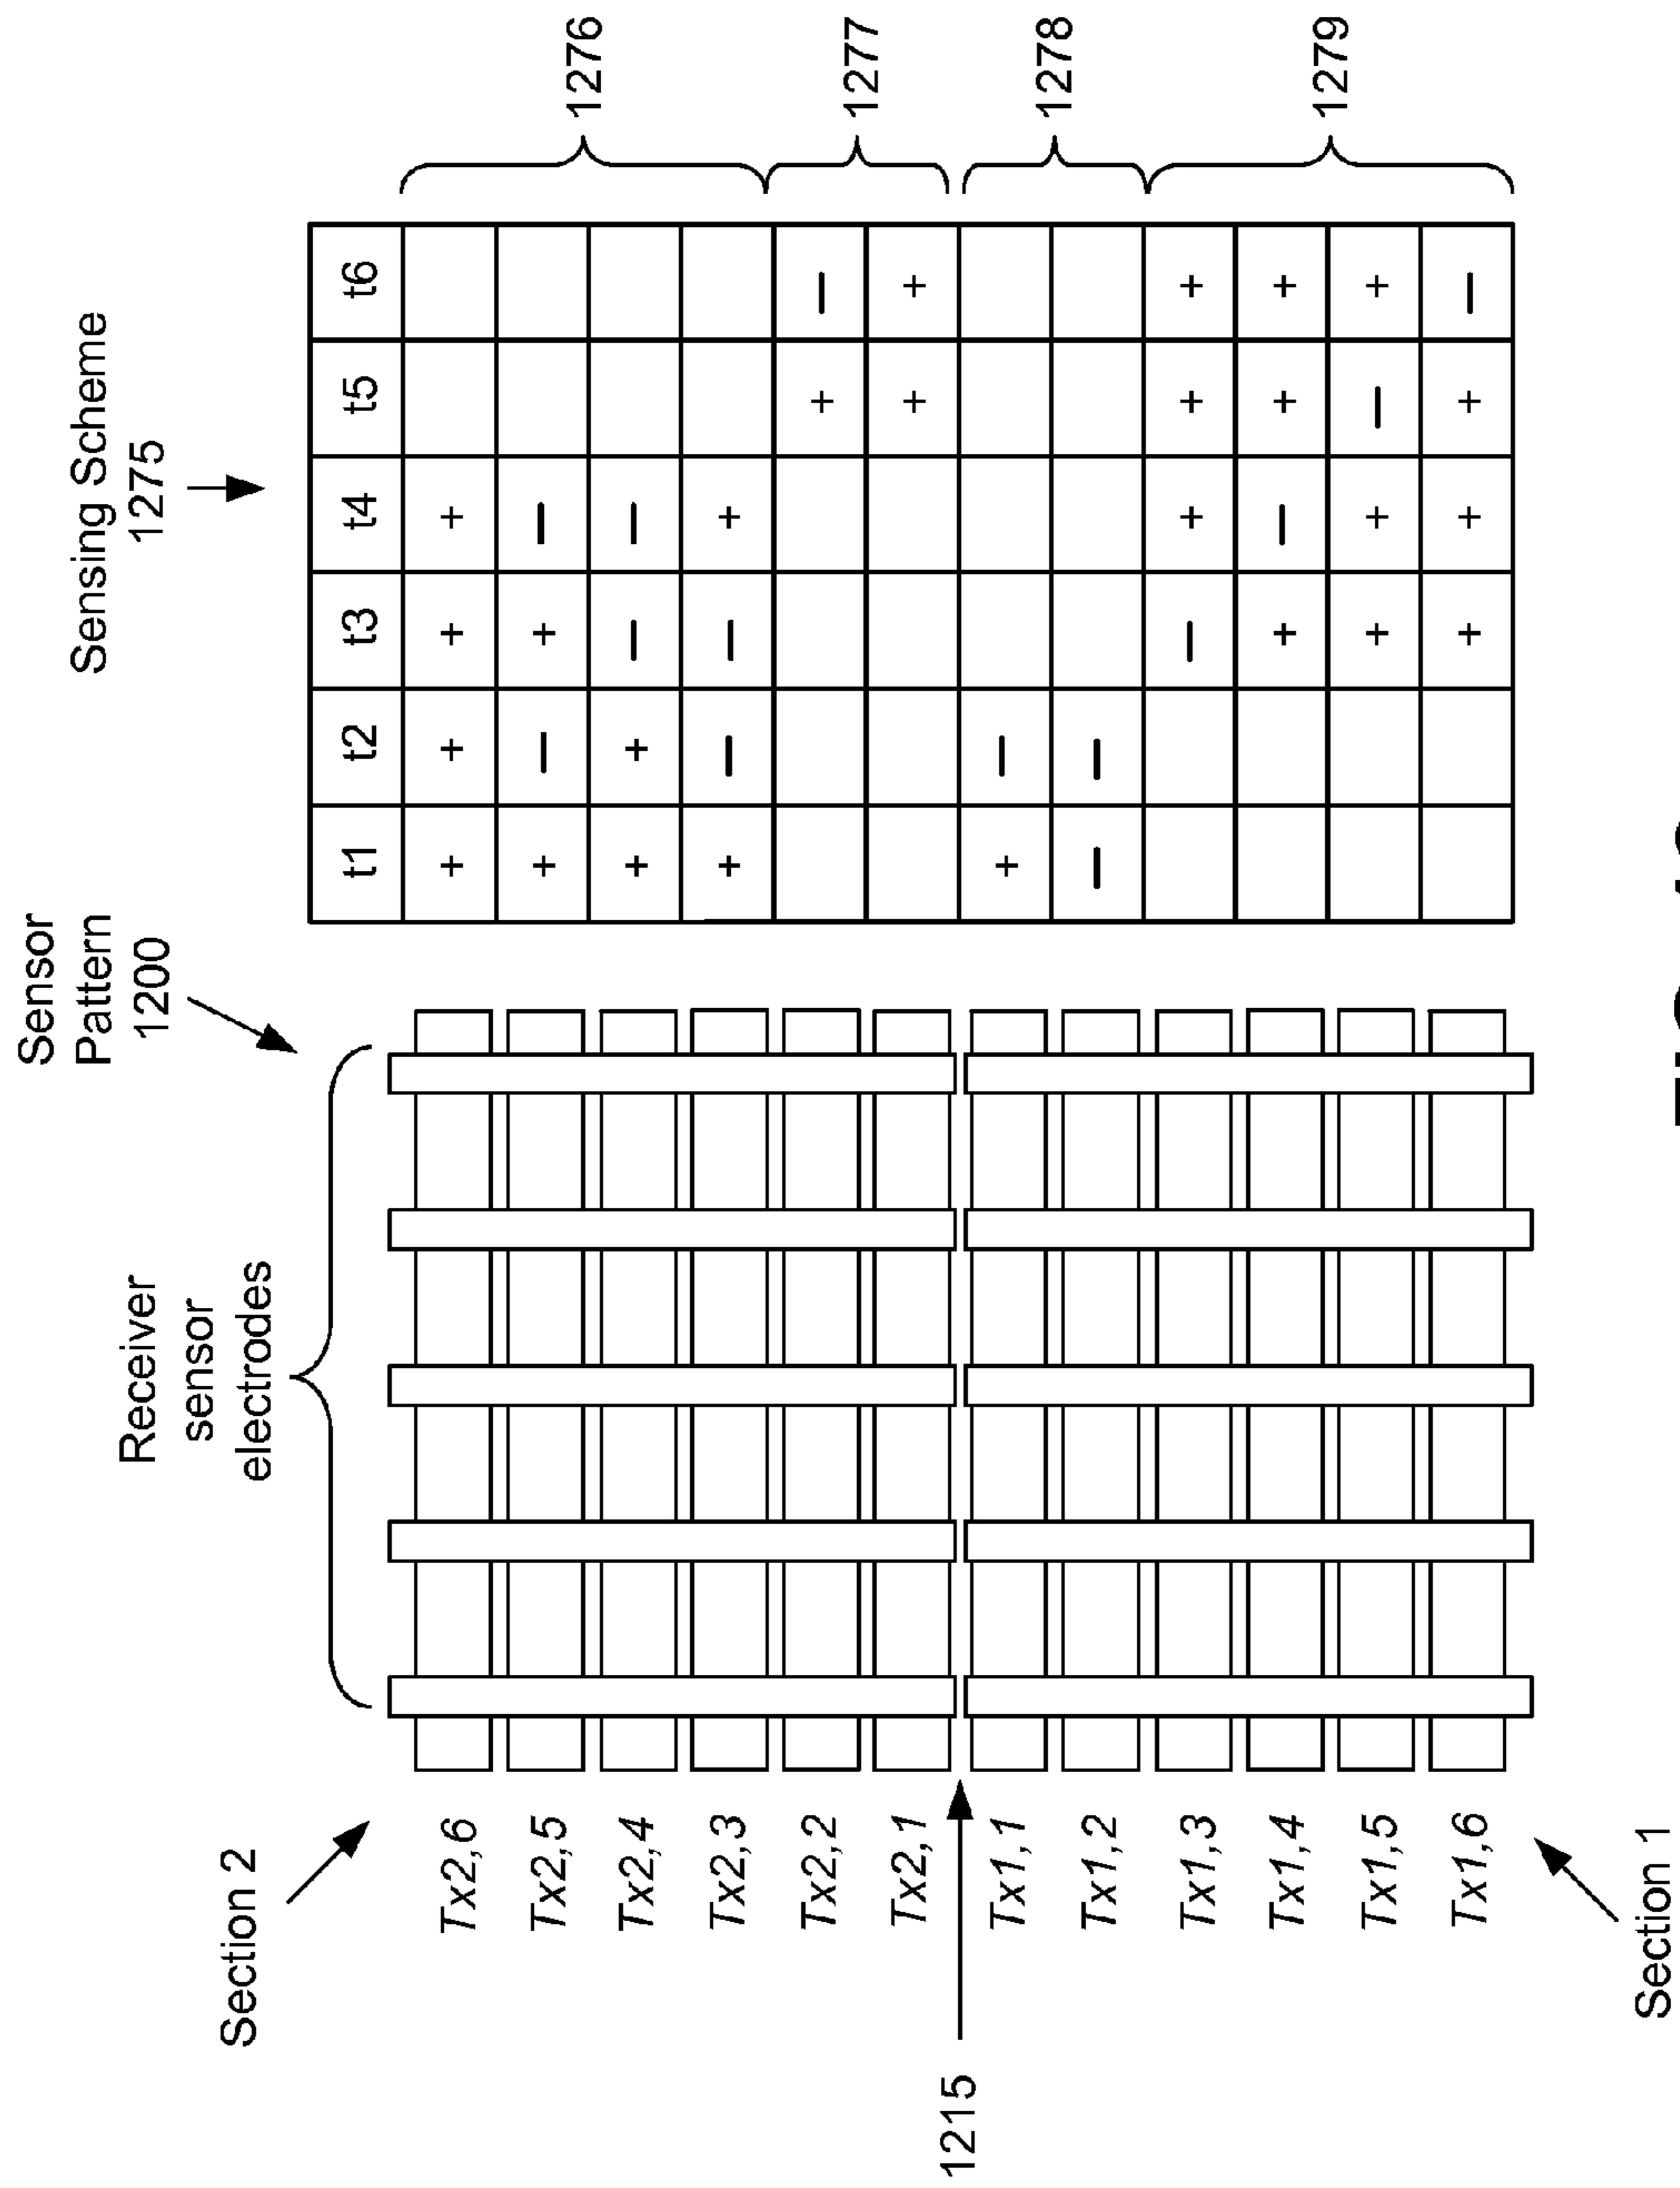 Sensor
Pattern
1200
Sensing Scheme
1275
Receiver
sensor
electrodes
Section 2
t1 t2 t3 t4 t5 t6
Tx2,6 + + + +
Tx2,5 + − + −
Tx2,4 + + − −
Tx2,3 + − − +
1276
Tx2,2 + −
Tx2,1 + +
1277
1215
Tx1,1 + −
Tx1,2 − −
1278
Tx1,3 − + + +
Tx1,4 + − + +
Tx1,5 + + − +
Tx1,6 + + + −
1279
Section 1